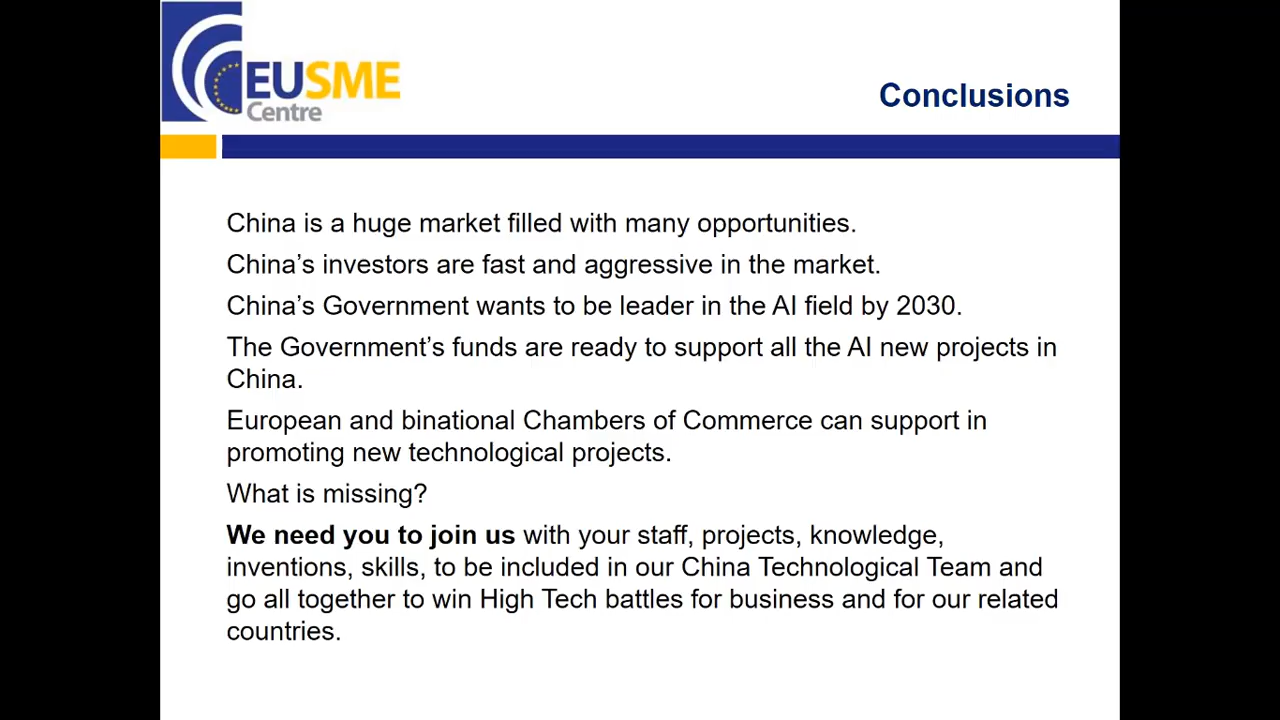 EUSME
Centre
Conclusions
China is a huge market filled with many opportunities.
China’s investors are fast and aggressive in the market.
China’s Government wants to be leader in the AI field by 2030.
The Government’s funds are ready to support all the AI new projects in
China.
European and binational Chambers of Commerce can support in
promoting new technological projects.
What is missing?
We need you to join us with your staff, projects, knowledge,
inventions, skills, to be included in our China Technological Team and
go all together to win High Tech battles for business and for our related
countries.